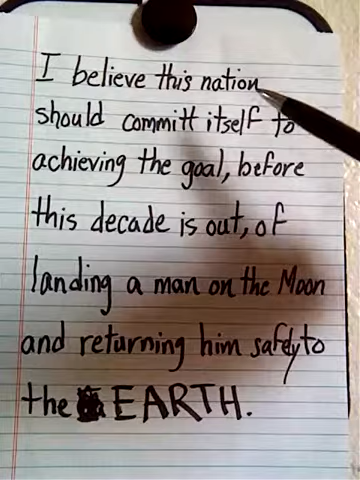 I believe this nation
should committ itself to
achieving the goal, before
this decade is out, of
landing a man on the Moon
and returning him safely to
the EARTH.